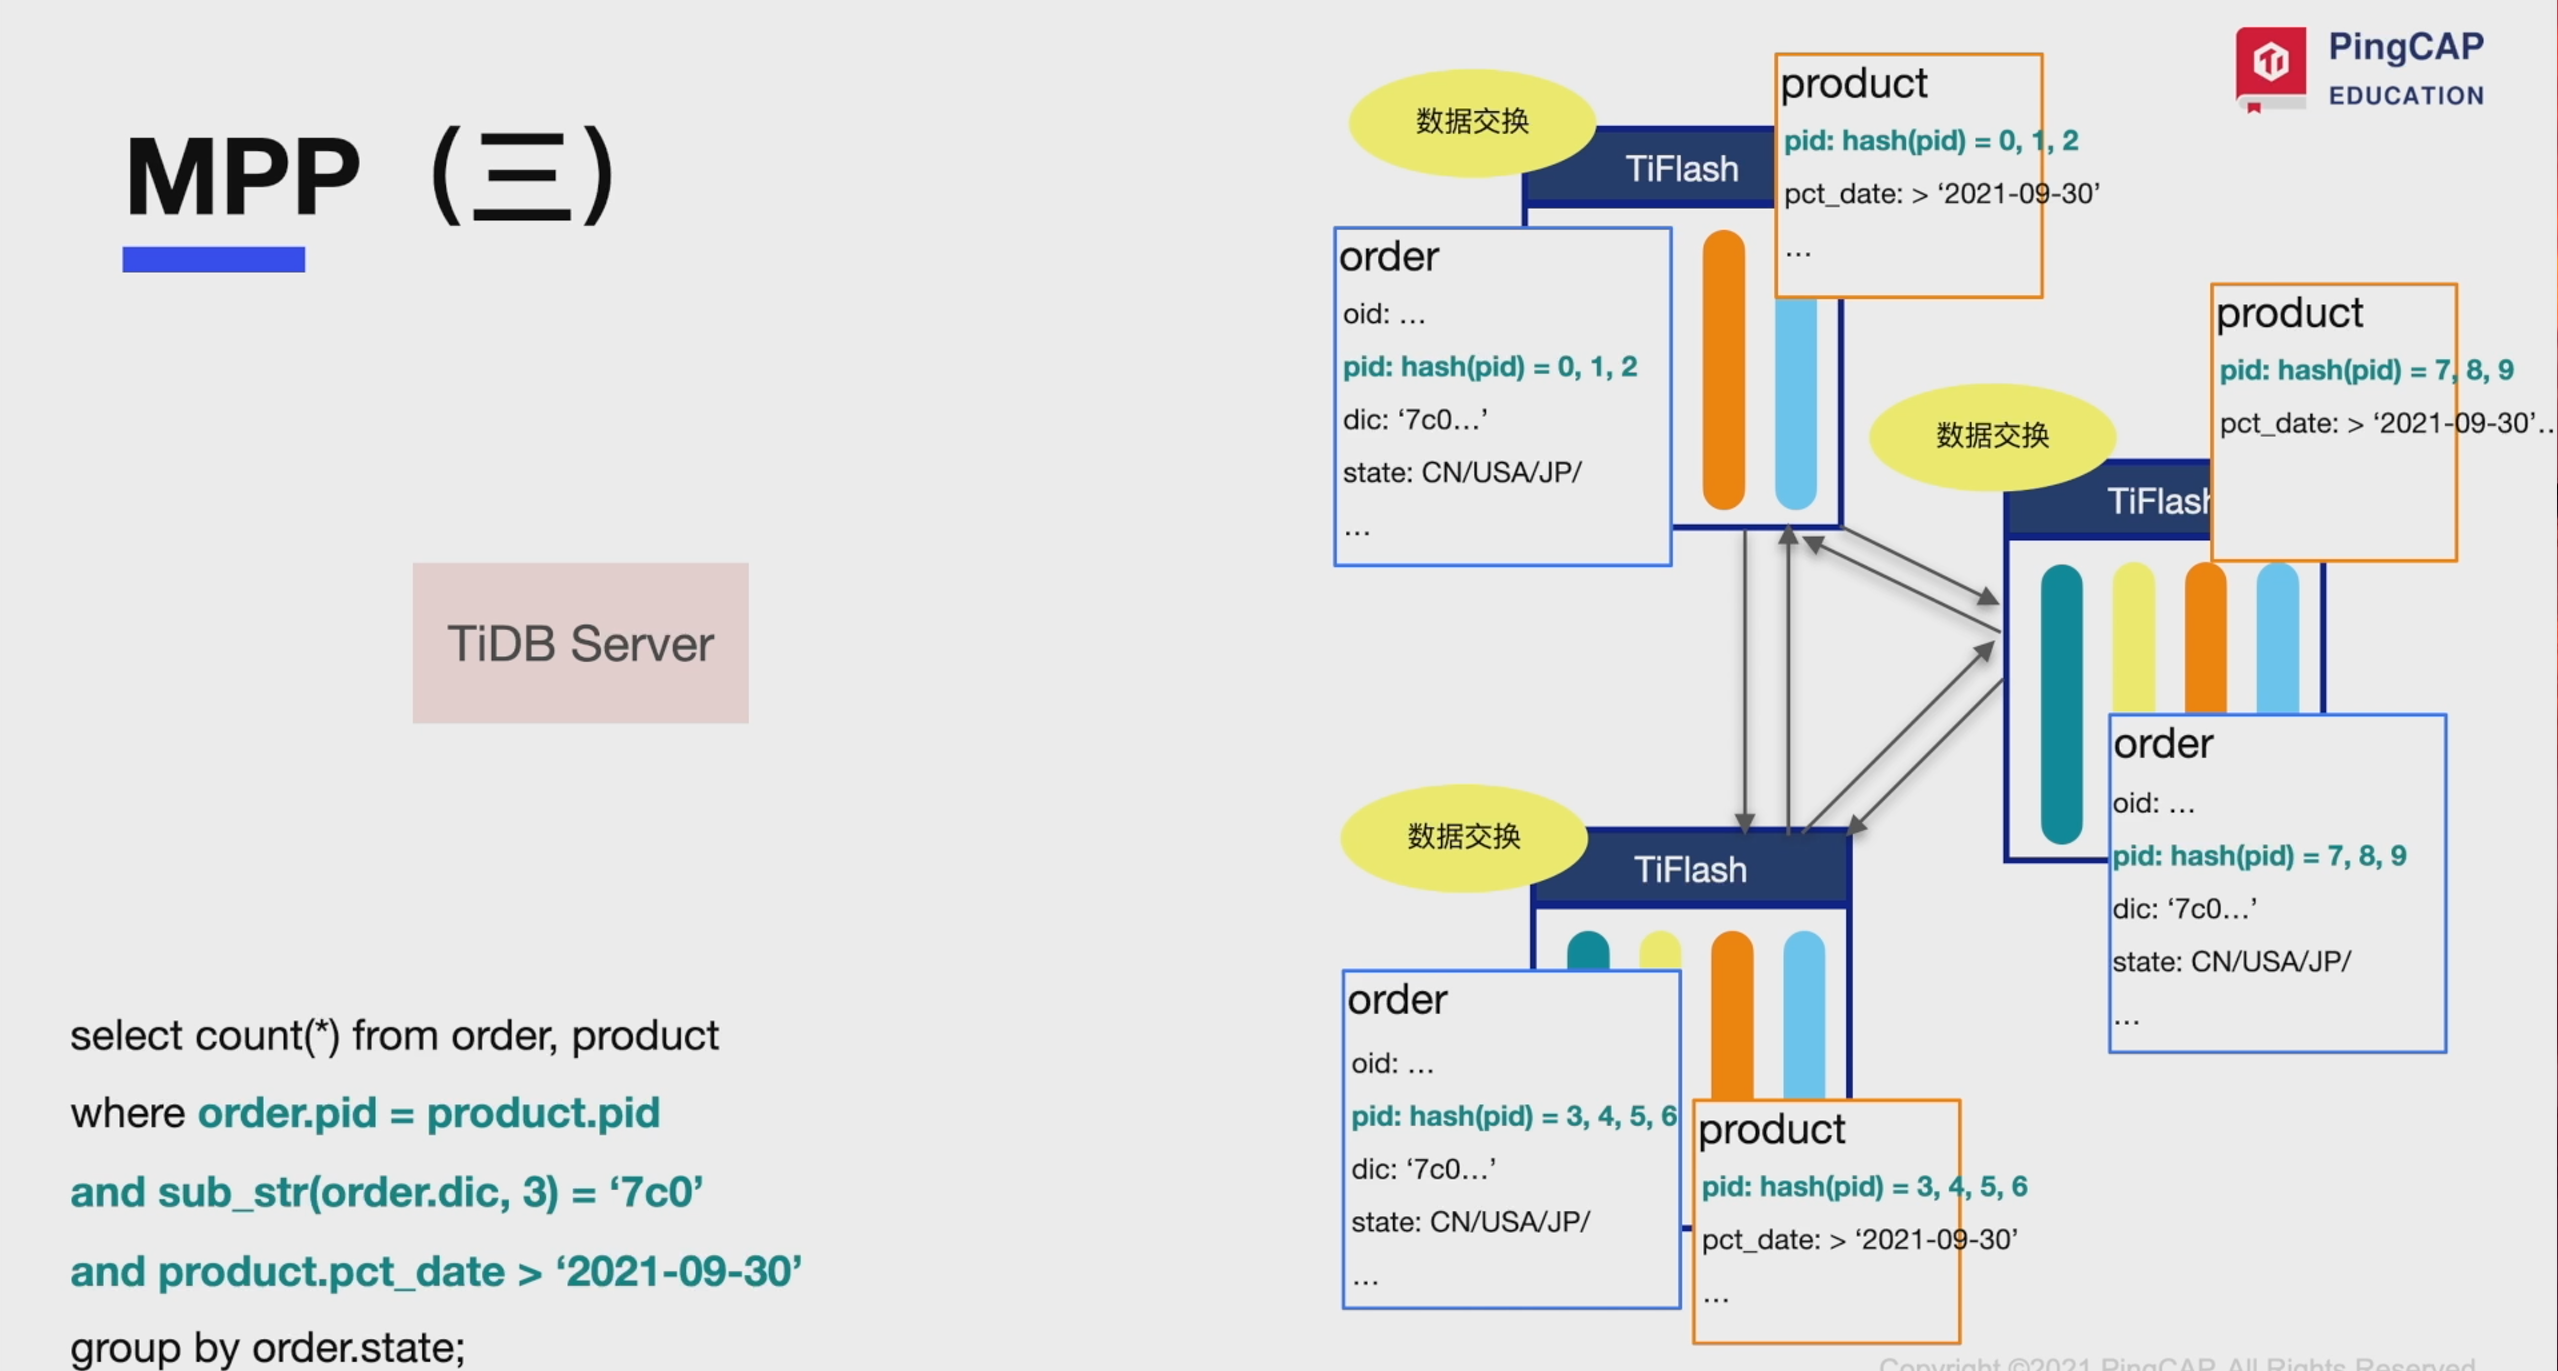 PingCAP
EDUCATION
MPP（三）
TiDB Server
select count(*) from order, product
where order.pid = product.pid
and sub_str(order.dic, 3) = ‘7c0’
and product.pct_date > ‘2021-09-30’
group by order.state;
数据交换
TiFlash
product
pid: hash(pid) = 0, 1, 2
pct_date: > ‘2021-09-30’
…
order
oid: …
pid: hash(pid) = 0, 1, 2
dic: ‘7c0…’
state: CN/USA/JP/
…
数据交换
TiFlash
product
pid: hash(pid) = 7, 8, 9
pct_date: > ‘2021-09-30’..
order
oid: …
pid: hash(pid) = 7, 8, 9
dic: ‘7c0…’
state: CN/USA/JP/
…
数据交换
TiFlash
order
oid: …
pid: hash(pid) = 3, 4, 5, 6
dic: ‘7c0…’
state: CN/USA/JP/
…
product
pid: hash(pid) = 3, 4, 5, 6
pct_date: > ‘2021-09-30’
…
Copyright ©2021 PingCAP. All Rights Reserved